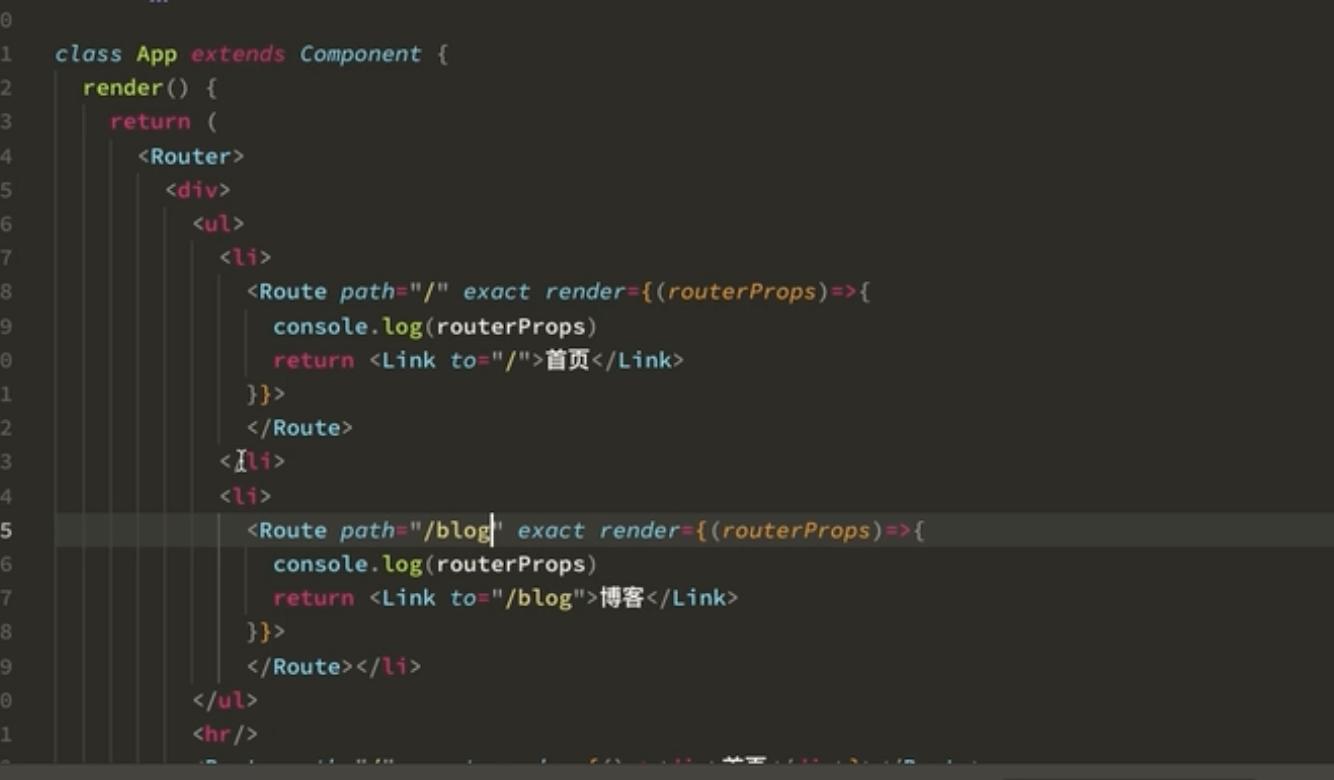 0
1 class App extends Component {
2 render() {
3 return (
4 <Router>
5 <div>
6 <ul>
7 <li>
8 <Route path="/" exact render={(routerProps)=>{
9 console.log(routerProps)
0 return <Link to="/">首页</Link>
1 }}>
2 </Route>
3 </li>
4 <li>
5 <Route path="/blog" exact render={(routerProps)=>{
6 console.log(routerProps)
7 return <Link to="/blog">博客</Link>
8 }}>
9 </Route></li>
0 </ul>
1 <hr/>